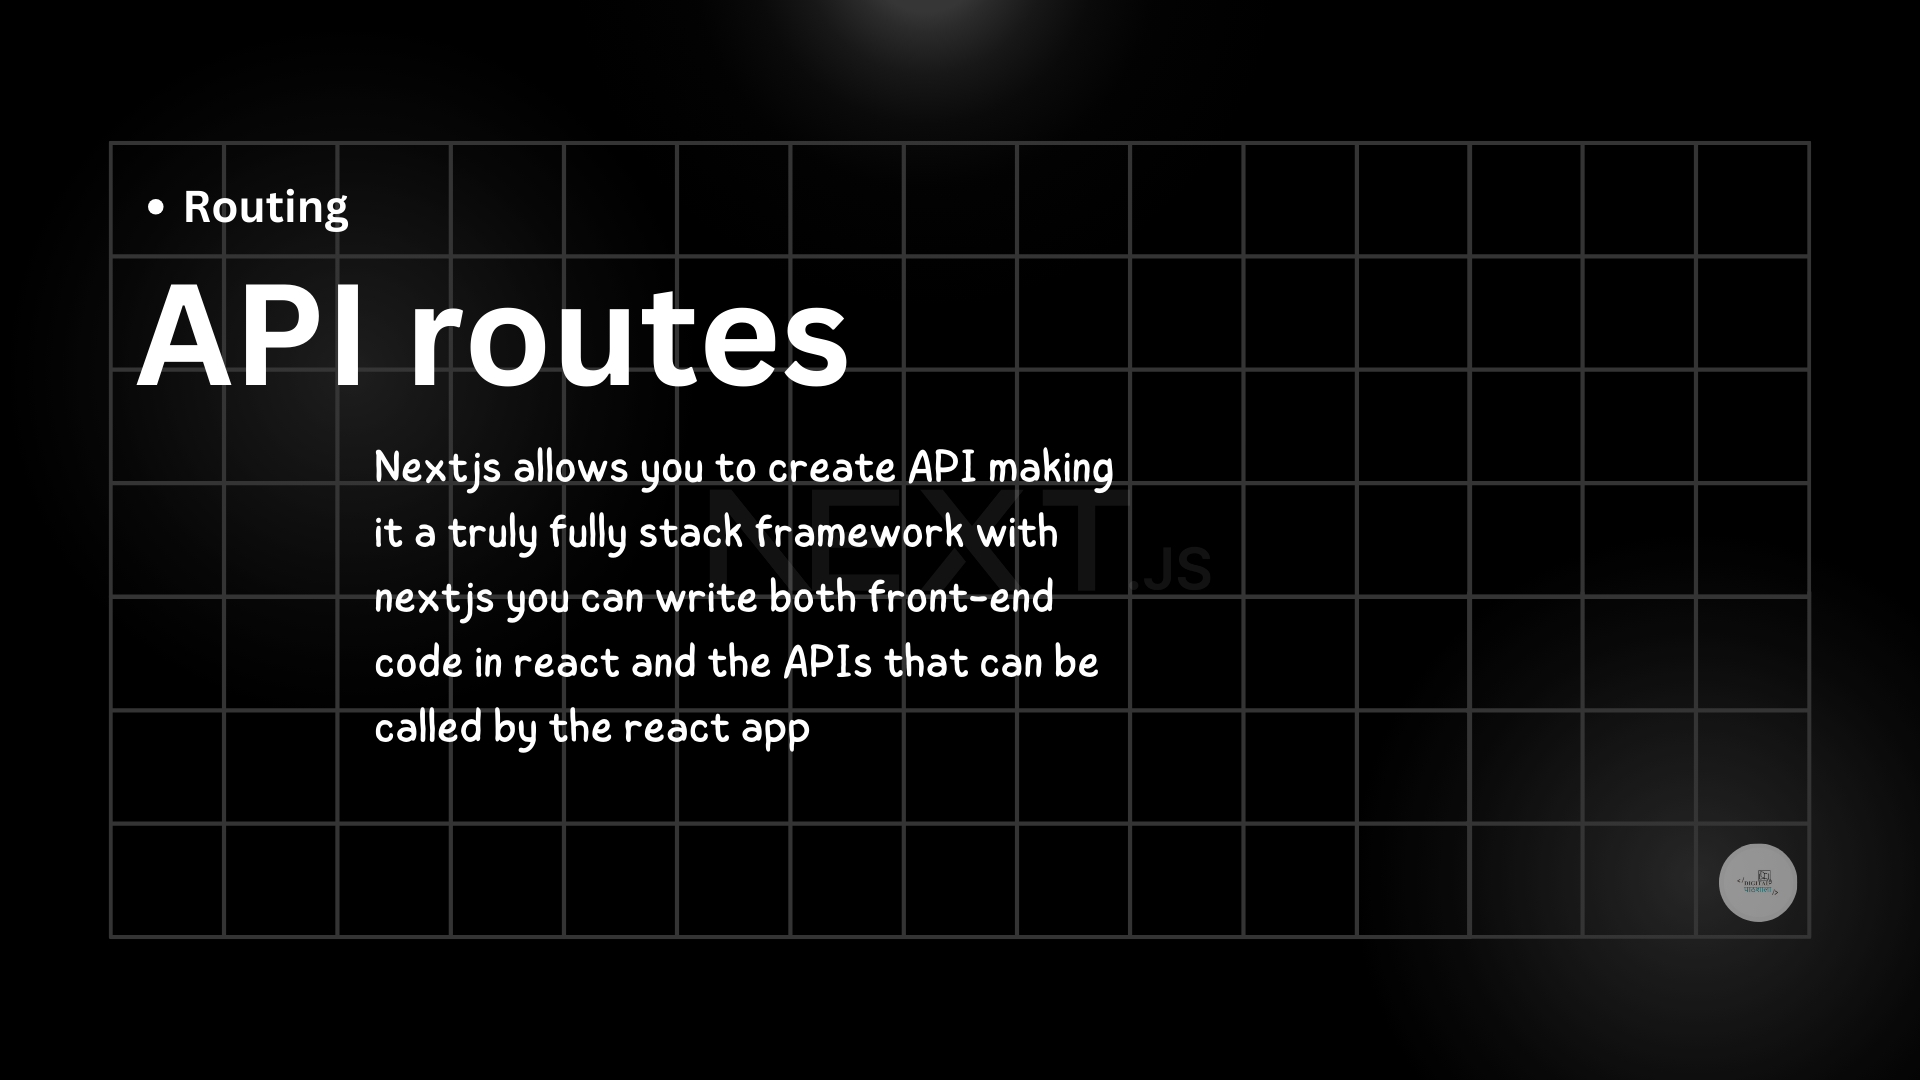 • Routing
API routes
Nextjs allows you to create API making
it a truly fully stack framework with
nextjs you can write both front-end
code in react and the APIs that can be
called by the react app
NEXT.JS
DIGITAL
पाठशाला